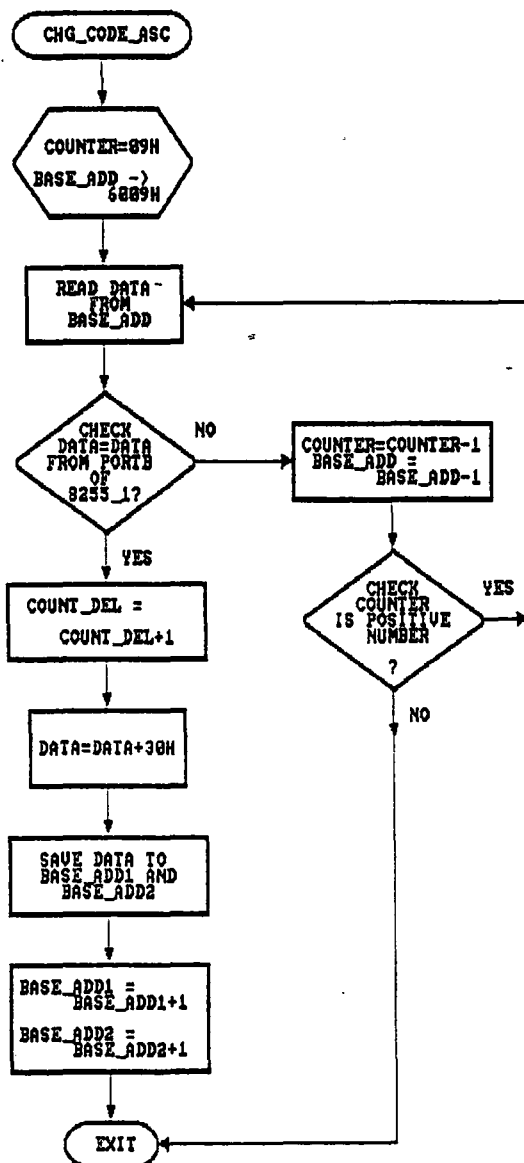 CHG_CODE_ASC
COUNTER=09H
BASE_ADD ->
6009H
READ DATA
FROM
BASE_ADD
CHECK
DATA=DATA
FROM PORTB
OF
8255_1?
NO
COUNTER=COUNTER-1
BASE_ADD =
BASE_ADD-1
YES
CHECK
COUNTER
IS POSITIVE
NUMBER
?
YES
NO
COUNT_DEL =
COUNT_DEL+1
DATA=DATA+30H
SAVE DATA TO
BASE_ADD1 AND
BASE_ADD2
BASE_ADD1 =
BASE_ADD1+1
BASE_ADD2 =
BASE_ADD2+1
EXIT